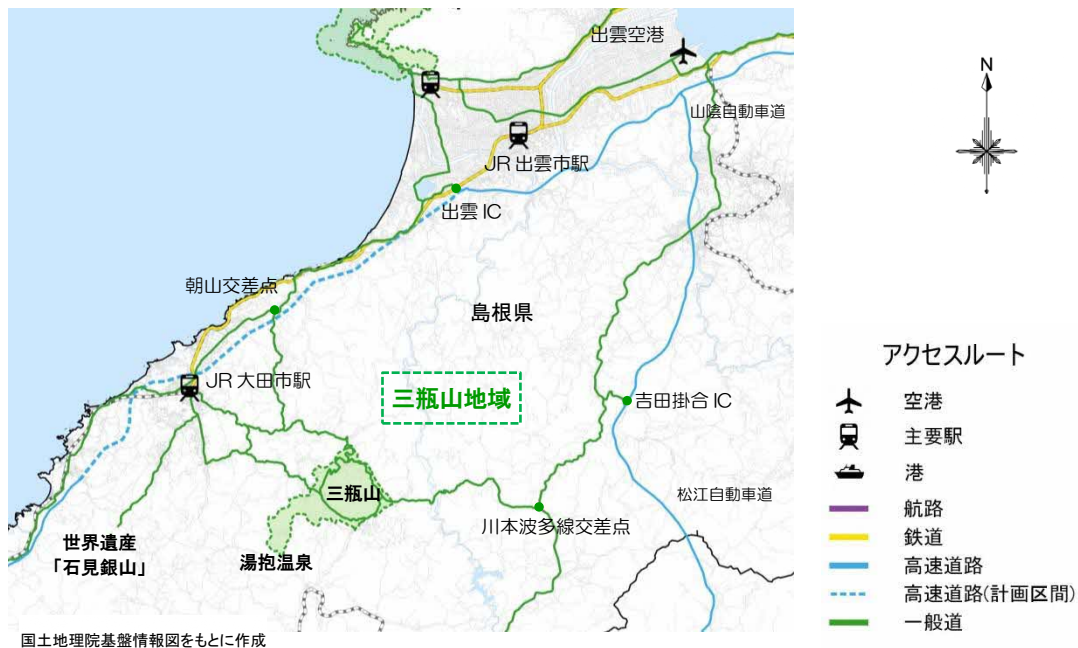 出雲空港
山陰自動車道
JR 出雲市駅
出雲 IC
朝山交差点
島根県
JR 大田市駅
三瓶山地域
吉田掛合 IC
三瓶山
松江自動車道
川本波多線交差点
世界遺産
「石見銀山」
湯抱温泉
国土地理院基盤情報図をもとに作成
N
アクセスルート
空港
主要駅
港
航路
鉄道
高速道路
高速道路(計画区間)
一般道